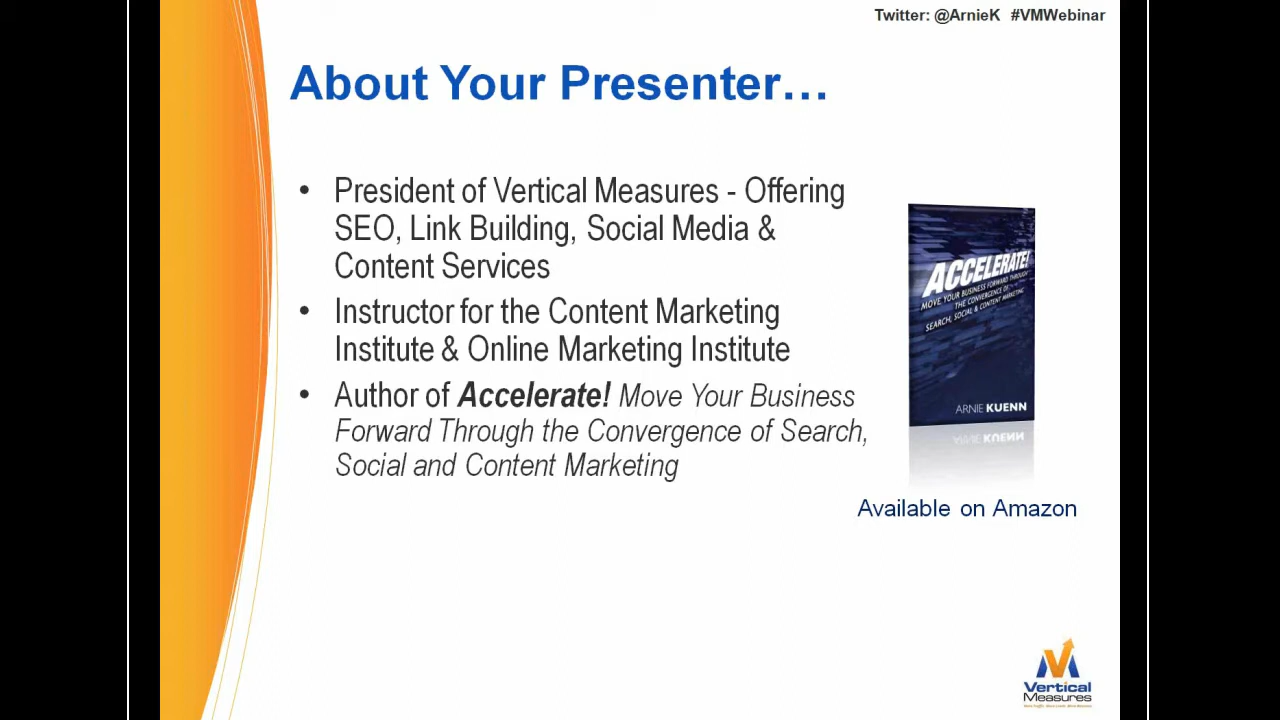 Twitter: @ArnieK #VMWebinar
About Your Presenter…
• President of Vertical Measures - Offering
SEO, Link Building, Social Media &
Content Services
• Instructor for the Content Marketing
Institute & Online Marketing Institute
• Author of Accelerate! Move Your Business
Forward Through the Convergence of Search,
Social and Content Marketing
ACCELERATE!
MOVE YOUR BUSINESS FORWARD THROUGH
THE CONVERGENCE OF
SEARCH, SOCIAL & CONTENT MARKETING
ARNIE KUENN
Available on Amazon
Vertical
Measures